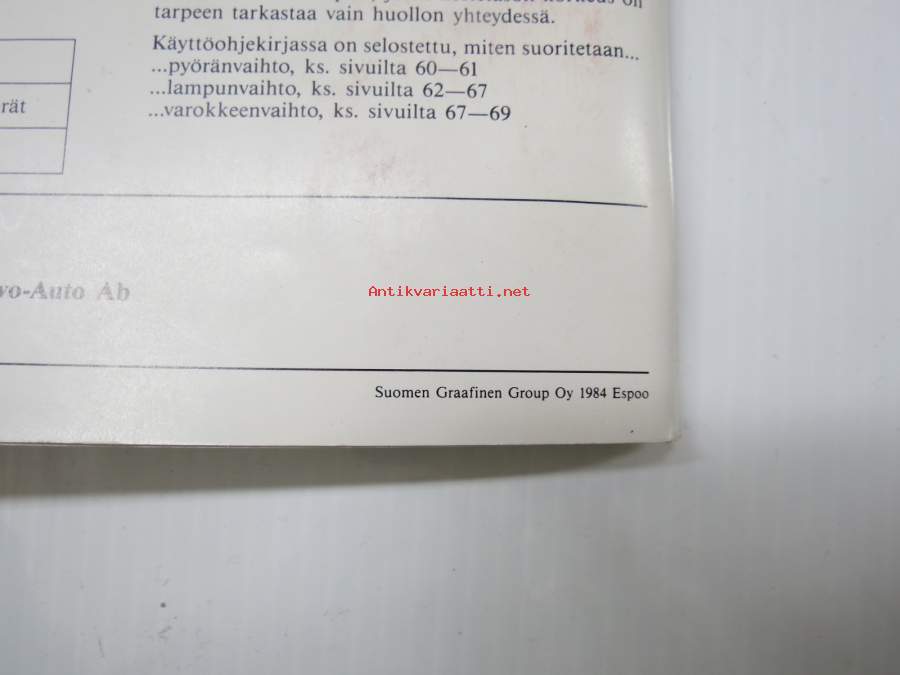 tarpeen tarkastaa vain huollon yhteydessä.
Käyttöohjekirjassa on selostettu, miten suoritetaan...
...pyöränvaihto, ks. sivuilta 60—61
...lampunvaihto, ks. sivuilta 62—67
...varokkeenvaihto, ks. sivuilta 67—69
rät
vo-Auto Ab
Antikvariaatti.net
Suomen Graafinen Group Oy 1984 Espoo